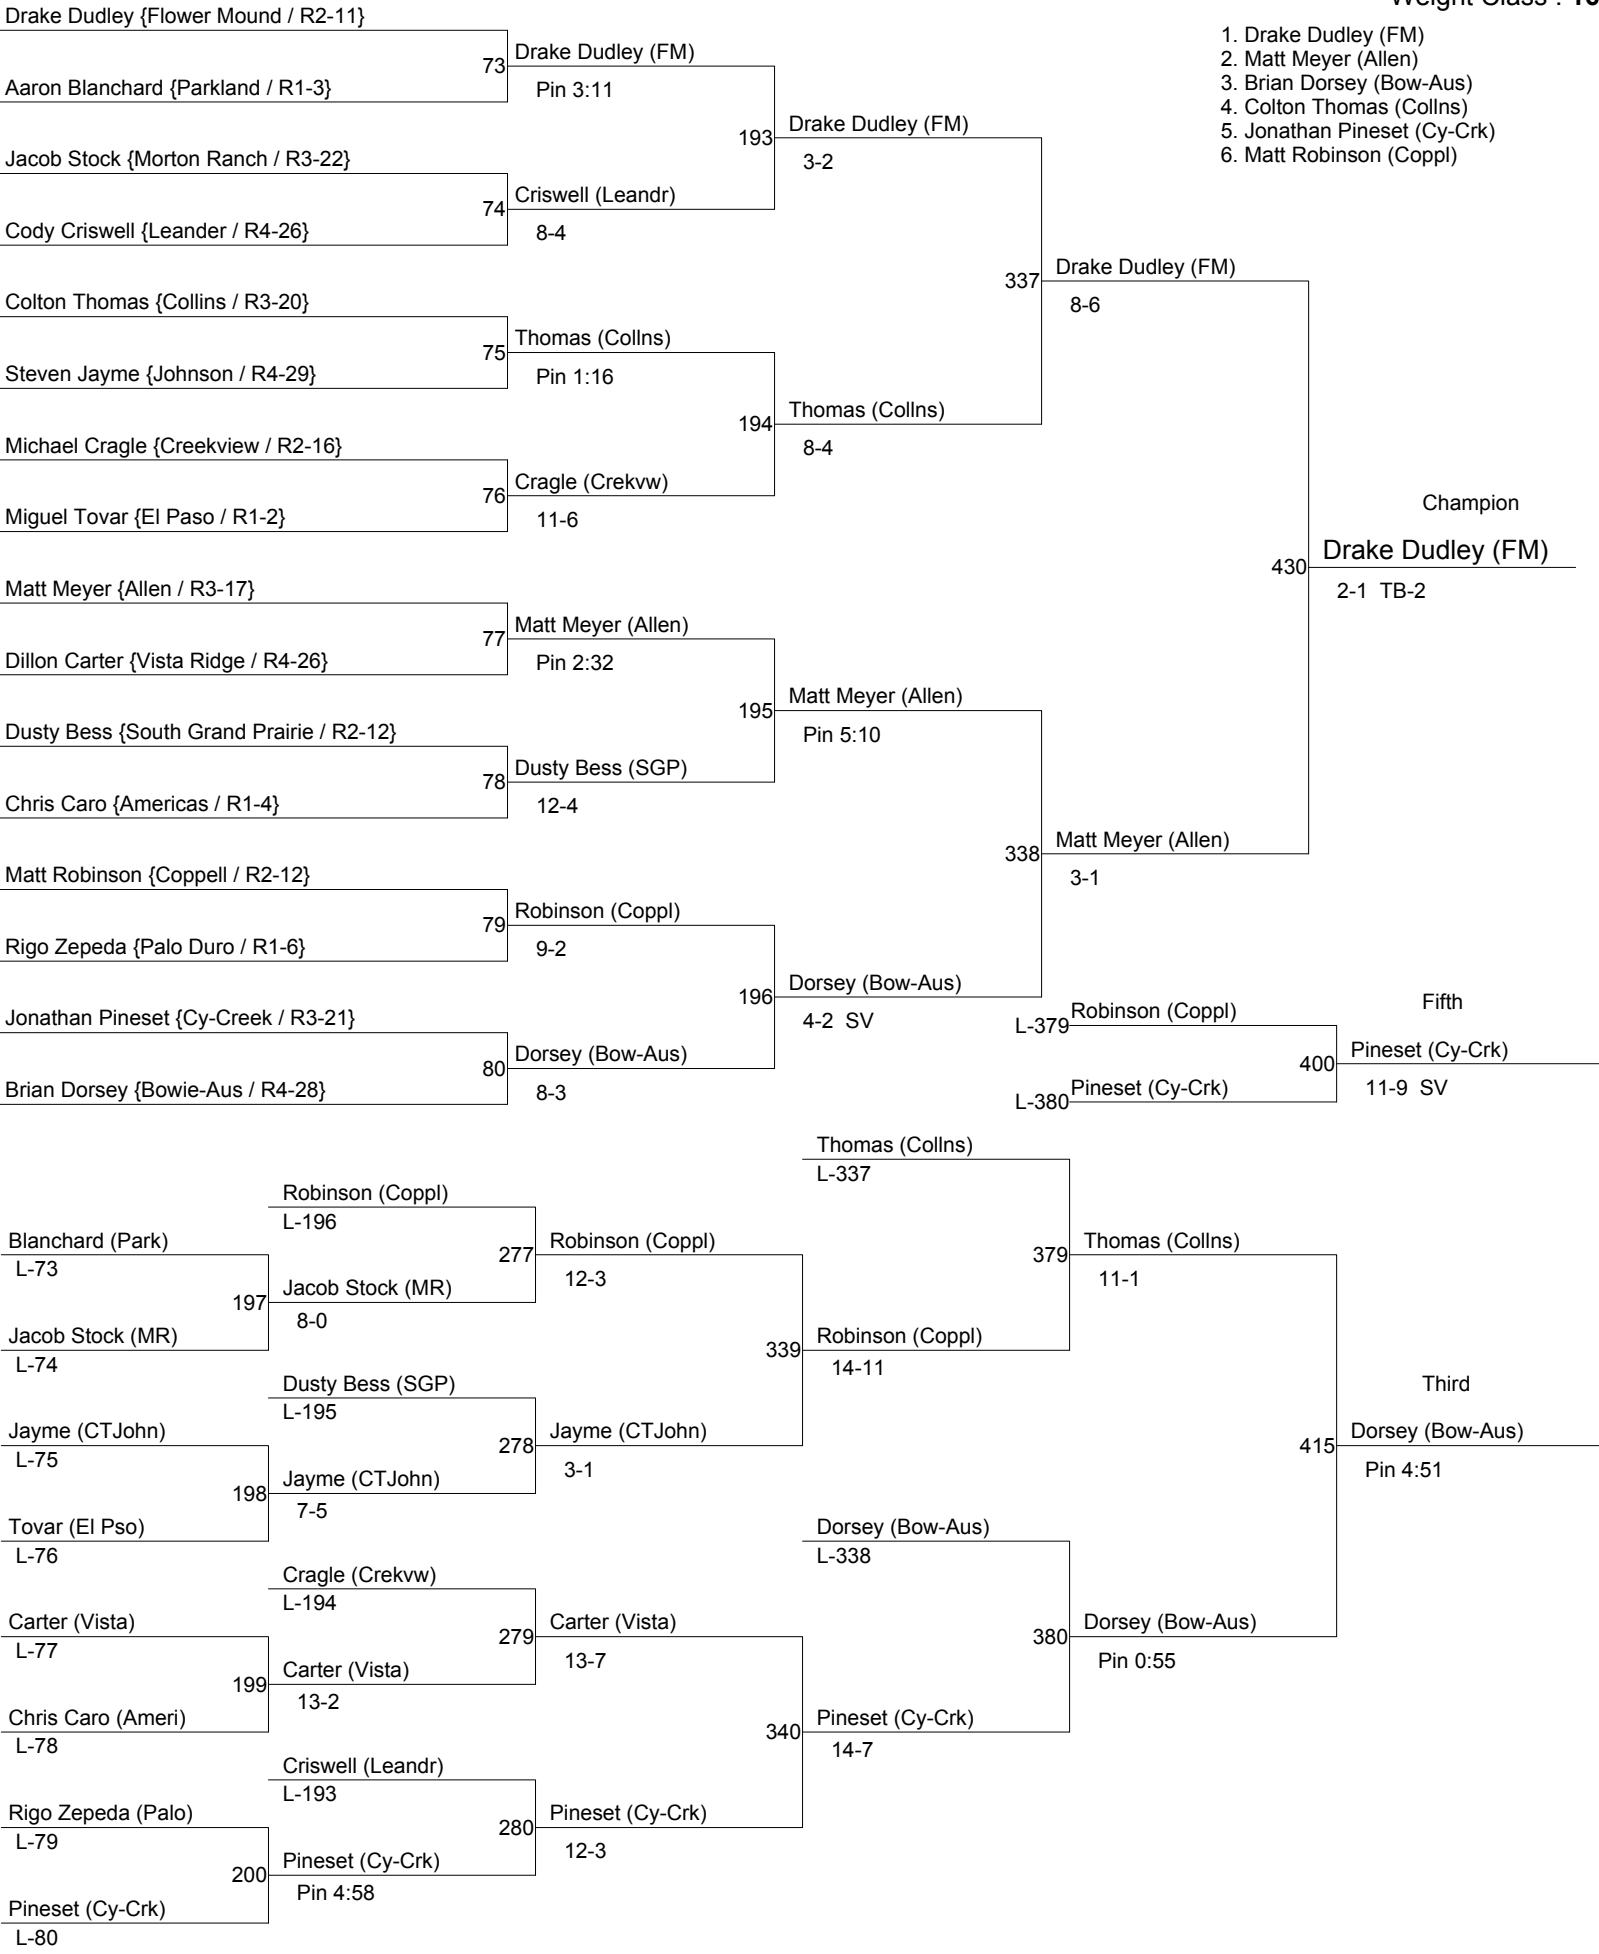 Weight Class :
1. Drake Dudley (FM)
2. Matt Meyer (Allen)
3. Brian Dorsey (Bow-Aus)
4. Colton Thomas (Collns)
5. Jonathan Pineset (Cy-Crk)
6. Matt Robinson (Coppl)
Drake Dudley {Flower Mound / R2-11}
Aaron Blanchard {Parkland / R1-3}
Jacob Stock {Morton Ranch / R3-22}
Cody Criswell {Leander / R4-26}
Colton Thomas {Collins / R3-20}
Steven Jayme {Johnson / R4-29}
Michael Cragle {Creekview / R2-16}
Miguel Tovar {El Paso / R1-2}
Matt Meyer {Allen / R3-17}
Dillon Carter {Vista Ridge / R4-26}
Dusty Bess {South Grand Prairie / R2-12}
Chris Caro {Americas / R1-4}
Matt Robinson {Coppell / R2-12}
Rigo Zepeda {Palo Duro / R1-6}
Jonathan Pineset {Cy-Creek / R3-21}
Brian Dorsey {Bowie-Aus / R4-28}
73
Drake Dudley (FM)
Pin 3:11
74
Criswell (Leandr)
8-4
75
Thomas (Collns)
Pin 1:16
76
Cragle (Crekvw)
11-6
77
Matt Meyer (Allen)
Pin 2:32
78
Dusty Bess (SGP)
12-4
79
Robinson (Coppl)
9-2
80
Dorsey (Bow-Aus)
8-3
193
Drake Dudley (FM)
3-2
194
Thomas (Collns)
8-4
195
Matt Meyer (Allen)
Pin 5:10
196
Dorsey (Bow-Aus)
4-2 SV
337
Drake Dudley (FM)
8-6
338
Matt Meyer (Allen)
3-1
Champion
430
Drake Dudley (FM)
2-1 TB-2
Fifth
Robinson (Coppl)
L-379
Pineset (Cy-Crk)
L-380
400
Pineset (Cy-Crk)
11-9 SV
Blanchard (Park)
L-73
Jacob Stock (MR)
L-74
Jayme (CTJohn)
L-75
Tovar (El Pso)
L-76
Carter (Vista)
L-77
Chris Caro (Ameri)
L-78
Rigo Zepeda (Palo)
L-79
Pineset (Cy-Crk)
L-80
Robinson (Coppl)
L-196
197
Jacob Stock (MR)
8-0
Dusty Bess (SGP)
L-195
198
Jayme (CTJohn)
7-5
Cragle (Crekvw)
L-194
199
Carter (Vista)
13-2
Criswell (Leandr)
L-193
200
Pineset (Cy-Crk)
Pin 4:58
277
Robinson (Coppl)
12-3
278
Jayme (CTJohn)
3-1
279
Carter (Vista)
13-7
280
Pineset (Cy-Crk)
12-3
Thomas (Collns)
L-337
339
Robinson (Coppl)
14-11
Dorsey (Bow-Aus)
L-338
340
Pineset (Cy-Crk)
14-7
379
Thomas (Collns)
11-1
380
Dorsey (Bow-Aus)
Pin 0:55
Third
415
Dorsey (Bow-Aus)
Pin 4:51